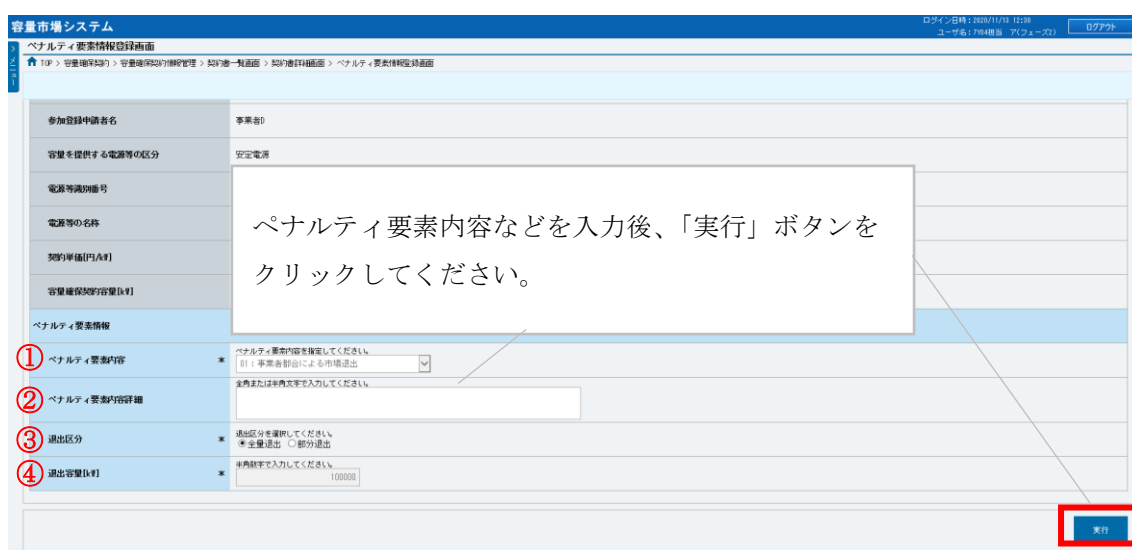 容量市場システム
ログイン日時：2020/11/13 12:38
ユーザ名：7104担当 ア(フェーズ2)
ログアウト
ペナルティ要素情報登録画面
> メニュー
TOP > 容量確保契約 > 容量確保契約情報管理 > 契約書一覧画面 > 契約書詳細画面 > ペナルティ要素情報登録画面
参加登録申請者名 事業者D
容量を提供する電源等の区分 安定電源
電源等識別番号
電源等の名称
契約単価[円/kW]
容量確保契約容量[kW]
ペナルティ要素内容などを入力後、「実行」ボタンを
クリックしてください。
ペナルティ要素情報
① ペナルティ要素内容 *
ペナルティ要素内容を指定してください。
01：事業者都合による市場退出
② ペナルティ要素内容詳細
全角または半角文字で入力してください。
③ 退出区分 *
退出区分を選択してください。
全量退出 部分退出
④ 退出容量[kW] *
半角数字で入力してください。
100000
実行